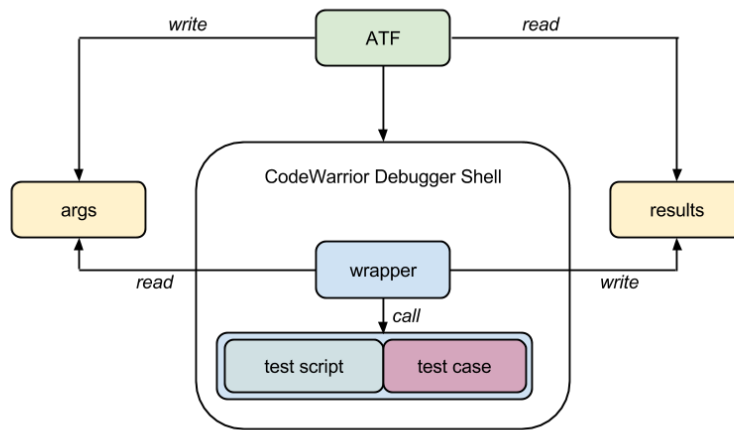 write
ATF
read
CodeWarrior Debugger Shell
args
results
wrapper
read
write
call
test script
test case